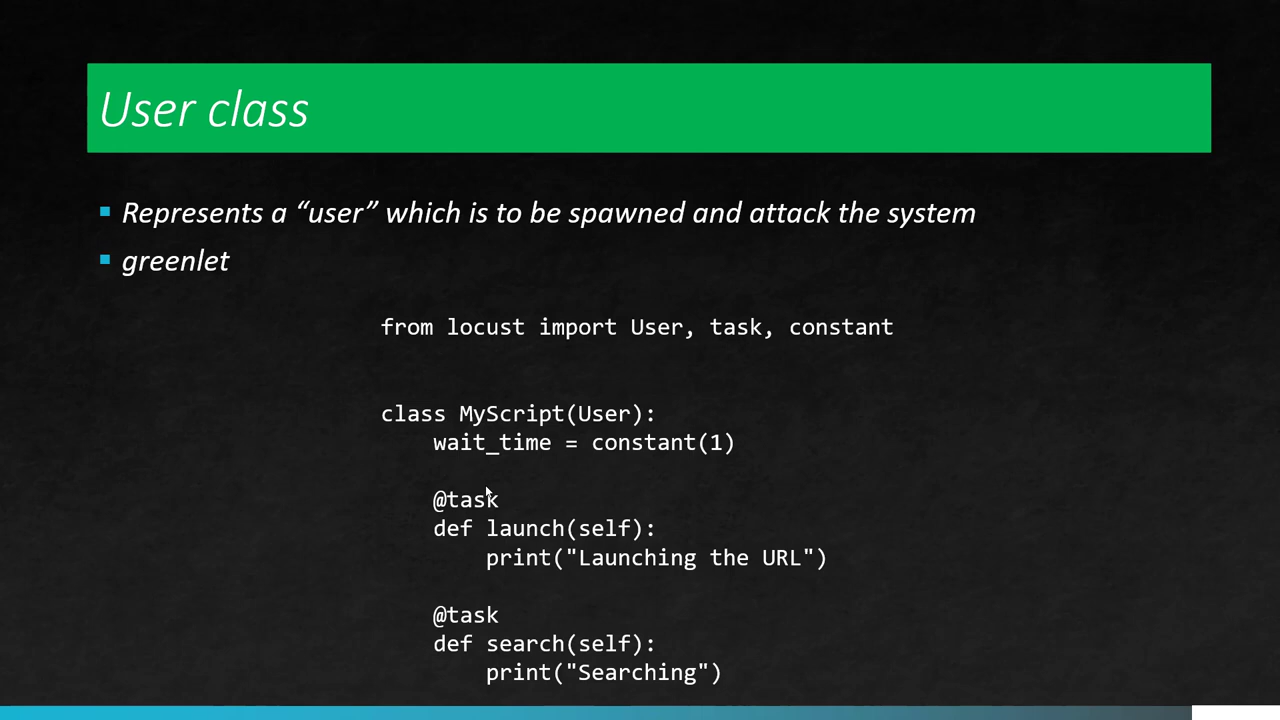 User class
Represents a “user” which is to be spawned and attack the system
greenlet
from locust import User, task, constant
class MyScript(User):
wait_time = constant(1)
@task
def launch(self):
print("Launching the URL")
@task
def search(self):
print("Searching")